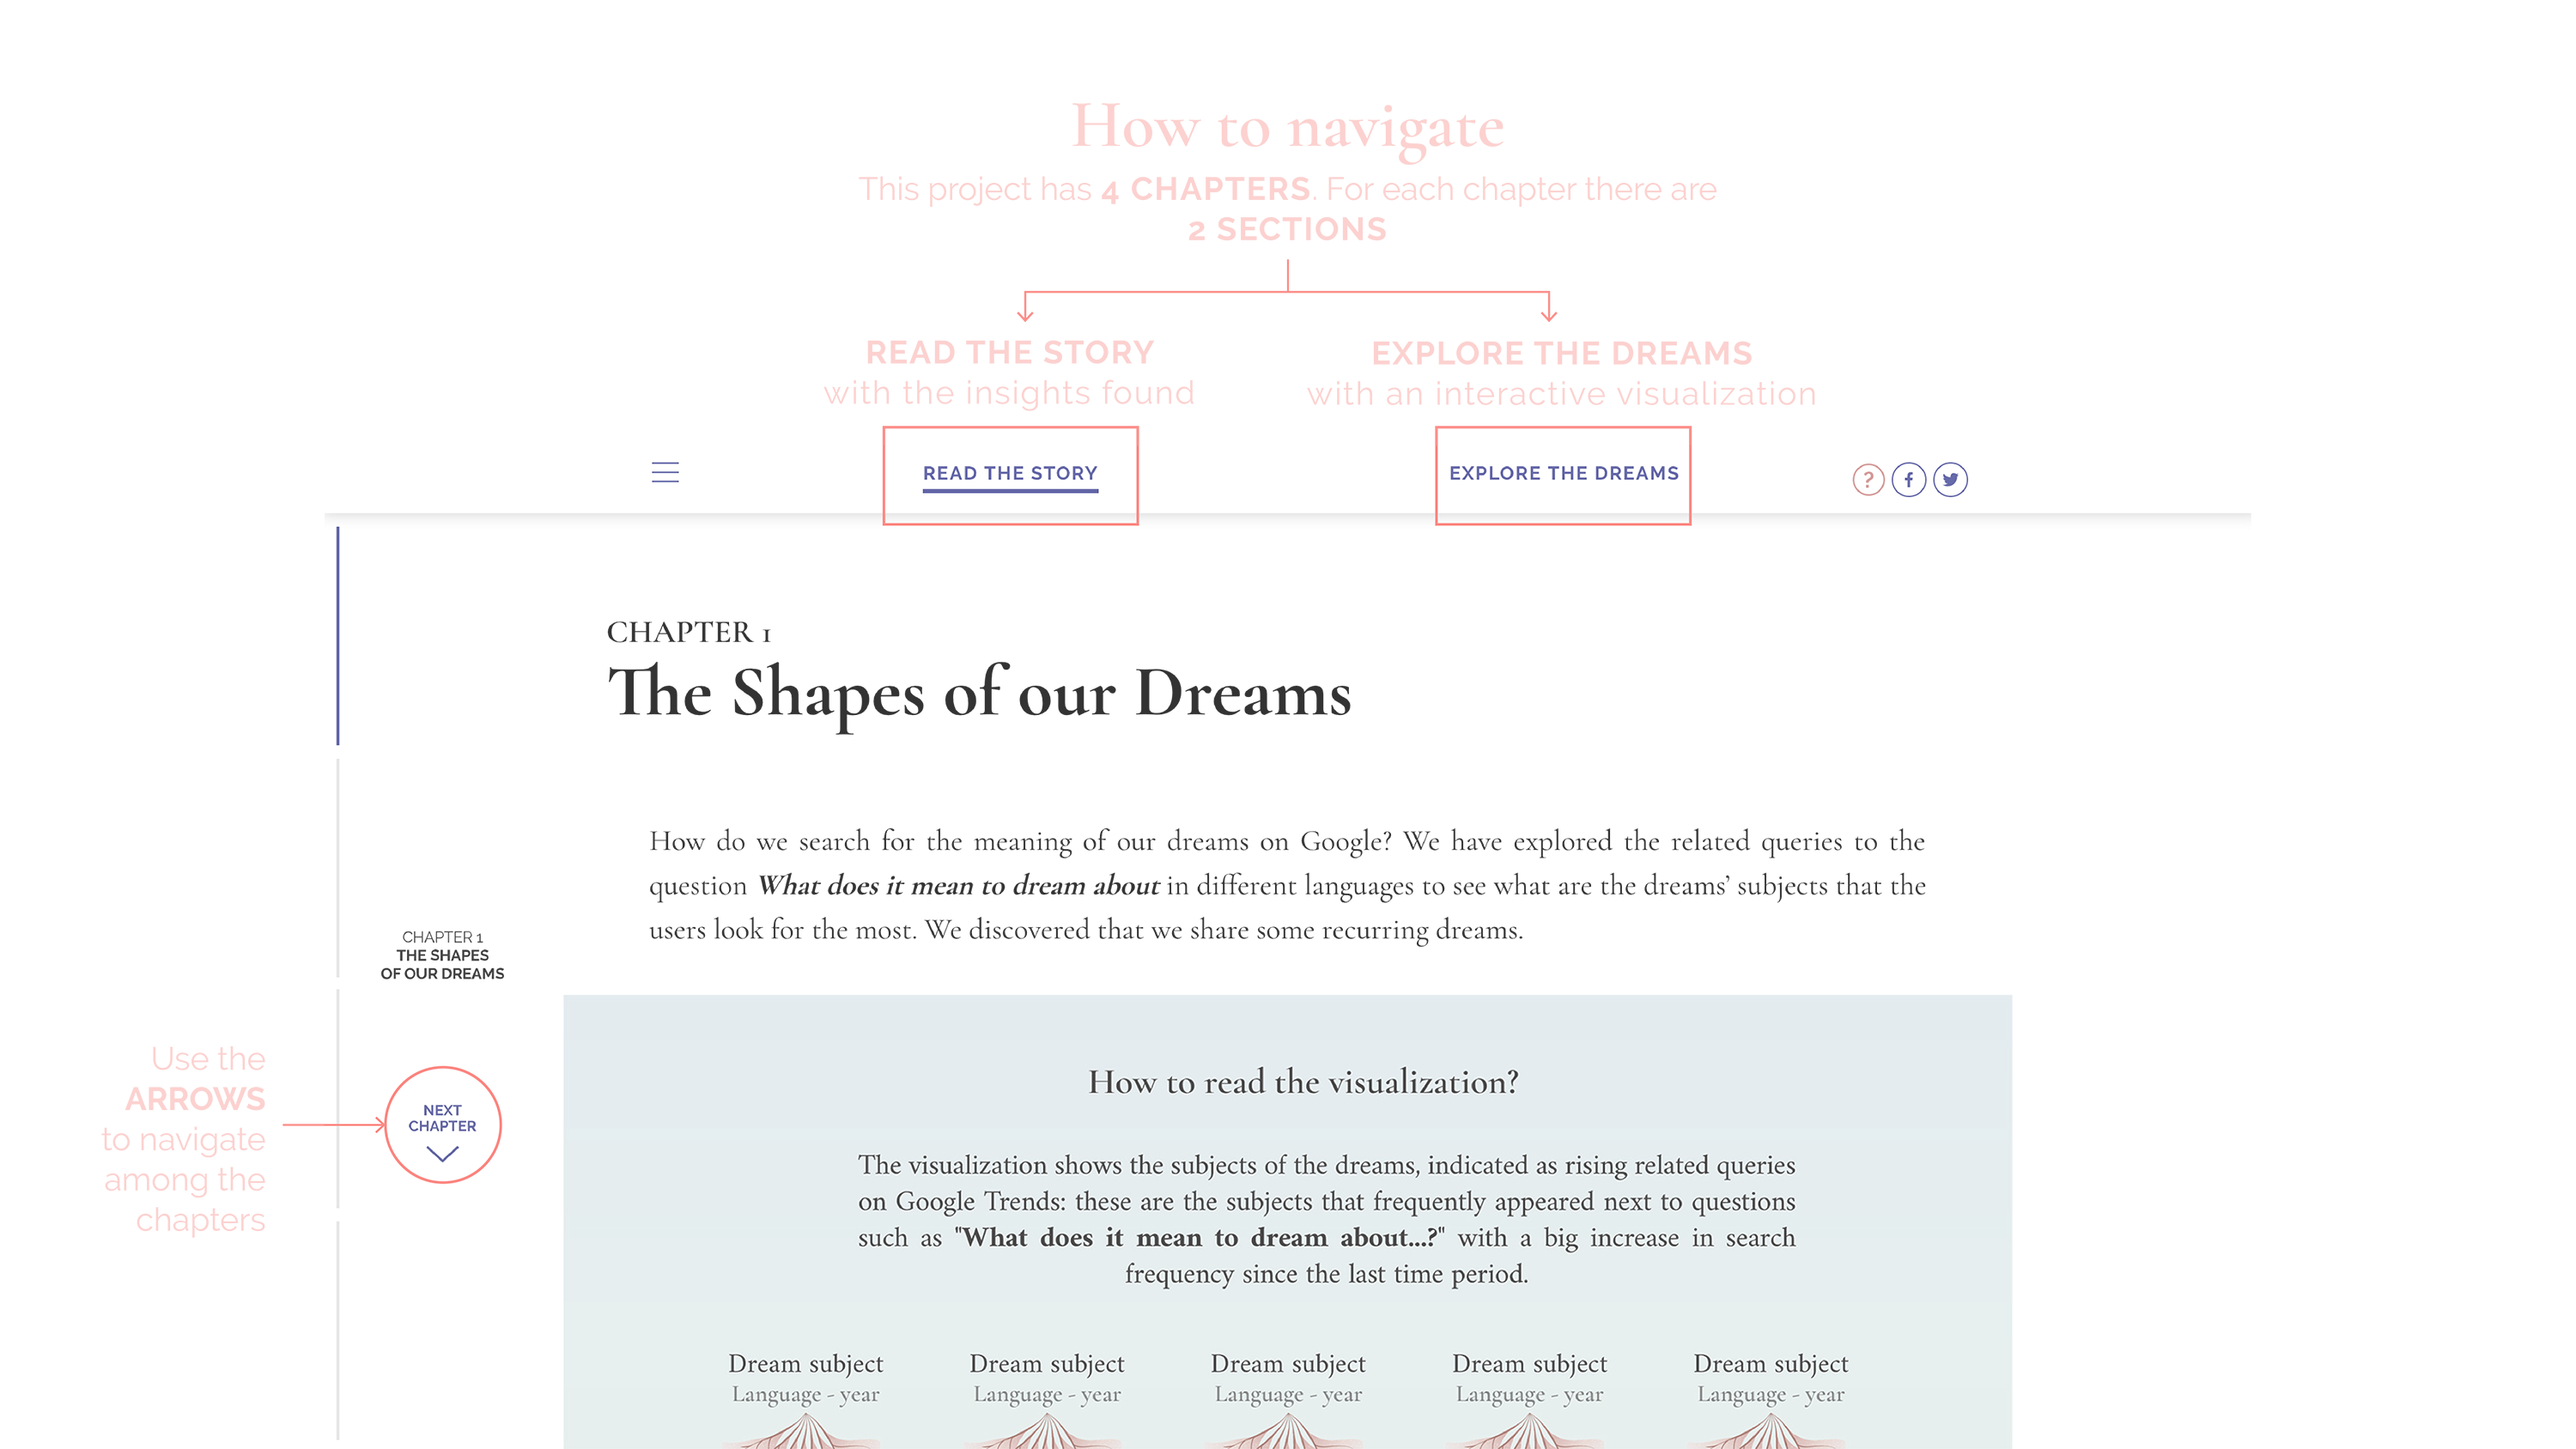 How to navigate
This project has 4 CHAPTERS. For each chapter there are
2 SECTIONS
READ THE STORY
with the insights found
EXPLORE THE DREAMS
with an interactive visualization
READ THE STORY
EXPLORE THE DREAMS
?
CHAPTER 1
The Shapes of our Dreams
How do we search for the meaning of our dreams on Google? We have explored the related queries to the
question What does it mean to dream about in different languages to see what are the dreams' subjects that the
users look for the most. We discovered that we share some recurring dreams.
CHAPTER 1
THE SHAPES
OF OUR DREAMS
Use the
ARROWS
to navigate
among the
chapters
NEXT
CHAPTER
How to read the visualization?
The visualization shows the subjects of the dreams, indicated as rising related queries
on Google Trends: these are the subjects that frequently appeared next to questions
such as "What does it mean to dream about...?" with a big increase in search
frequency since the last time period.
Dream subject
Language - year
Dream subject
Language - year
Dream subject
Language - year
Dream subject
Language - year
Dream subject
Language - year